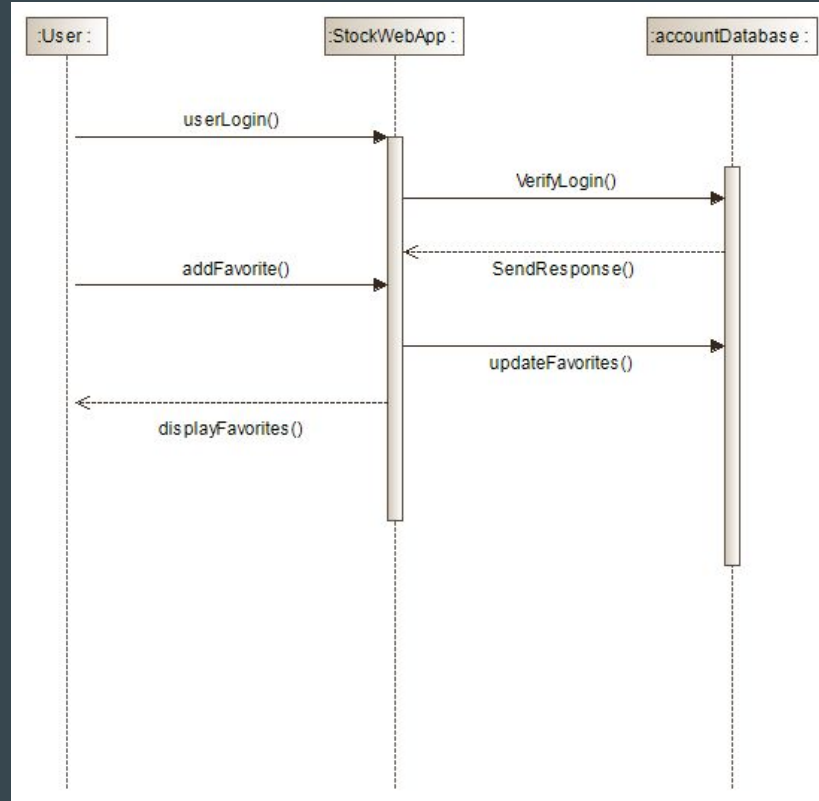 :User :
:StockWebApp :
:accountDatabase :
userLogin()
VerifyLogin()
SendResponse()
addFavorite()
updateFavorites()
displayFavorites()